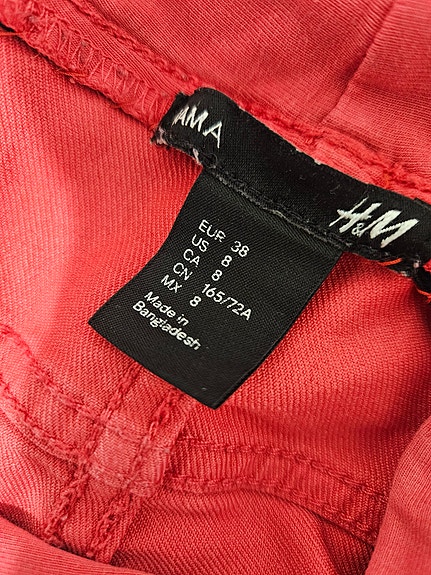 AMA
H&M
EUR 38
US 8
CA 8
CN 165/72A
MX 8
Made in
Bangladesh